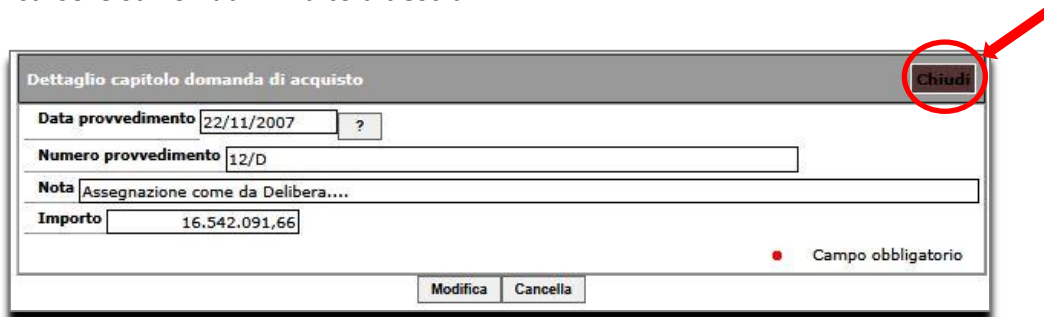 Dettaglio capitolo domanda di acquisto Chiudi
Data provvedimento 22/11/2007 ?
Numero provvedimento 12/D
Nota Assegnazione come da Delibera....
Importo 16.542.091,66
Campo obbligatorio
Modifica Cancella